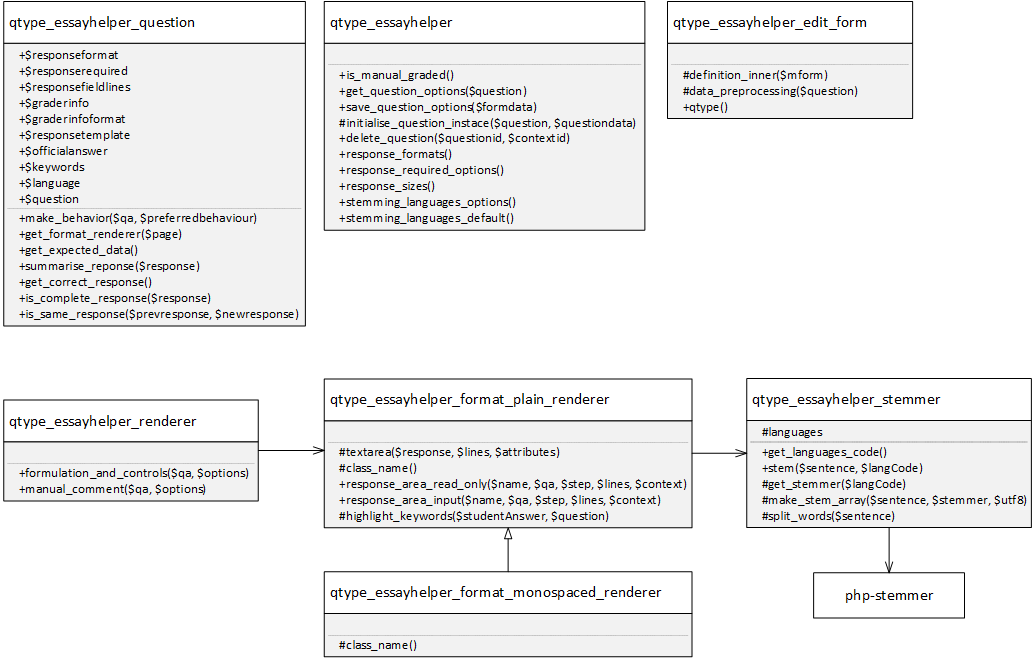 qtype_essayhelper_question
+$responseformat
+$responserequired
+$responsefieldlines
+$graderinfo
+$graderinfoformat
+$responsetemplate
+$officialanswer
+$keywords
+$language
+$question
+make_behavior($qa, $preferredbehaviour)
+get_format_renderer($page)
+get_expected_data()
+summarise_reponse($response)
+get_correct_response()
+is_complete_response($response)
+is_same_response($prevresponse, $newresponse)
qtype_essayhelper
+is_manual_graded()
+get_question_options($question)
+save_question_options($formdata)
#initialise_question_instace($question, $questiondata)
+delete_question($questionid, $contextid)
+response_formats()
+response_required_options()
+response_sizes()
+stemming_languages_options()
+stemming_languages_default()
qtype_essayhelper_edit_form
#definition_inner($mform)
#data_preprocessing($question)
+qtype()
qtype_essayhelper_renderer
+formulation_and_controls($qa, $options)
+manual_comment($qa, $options)
qtype_essayhelper_format_plain_renderer
#textarea($response, $lines, $attributes)
#class_name()
+response_area_read_only($name, $qa, $step, $lines, $context)
+response_area_input($name, $qa, $step, $lines, $context)
#highlight_keywords($studentAnswer, $question)
qtype_essayhelper_stemmer
#languages
+get_languages_code()
+stem($sentence, $langCode)
#get_stemmer($langCode)
#make_stem_array($sentence, $stemmer, $utf8)
#split_words($sentence)
qtype_essayhelper_format_monospaced_renderer
#class_name()
php-stemmer